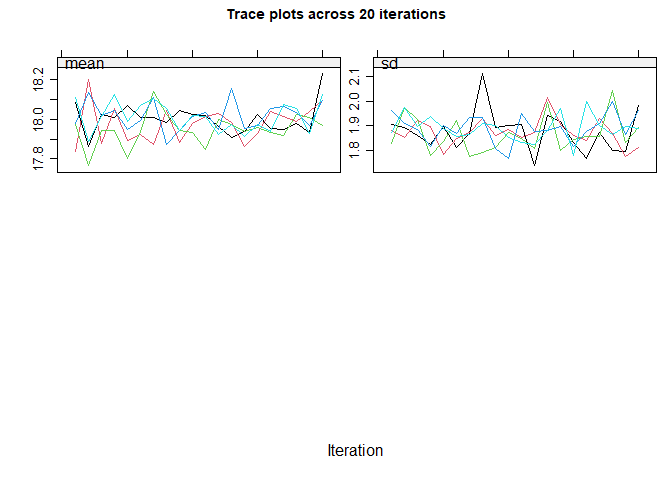 Trace plots across 20 iterations
mean
sd
17.8 18.0 18.2
1.8 1.9 2.0 2.1
Iteration